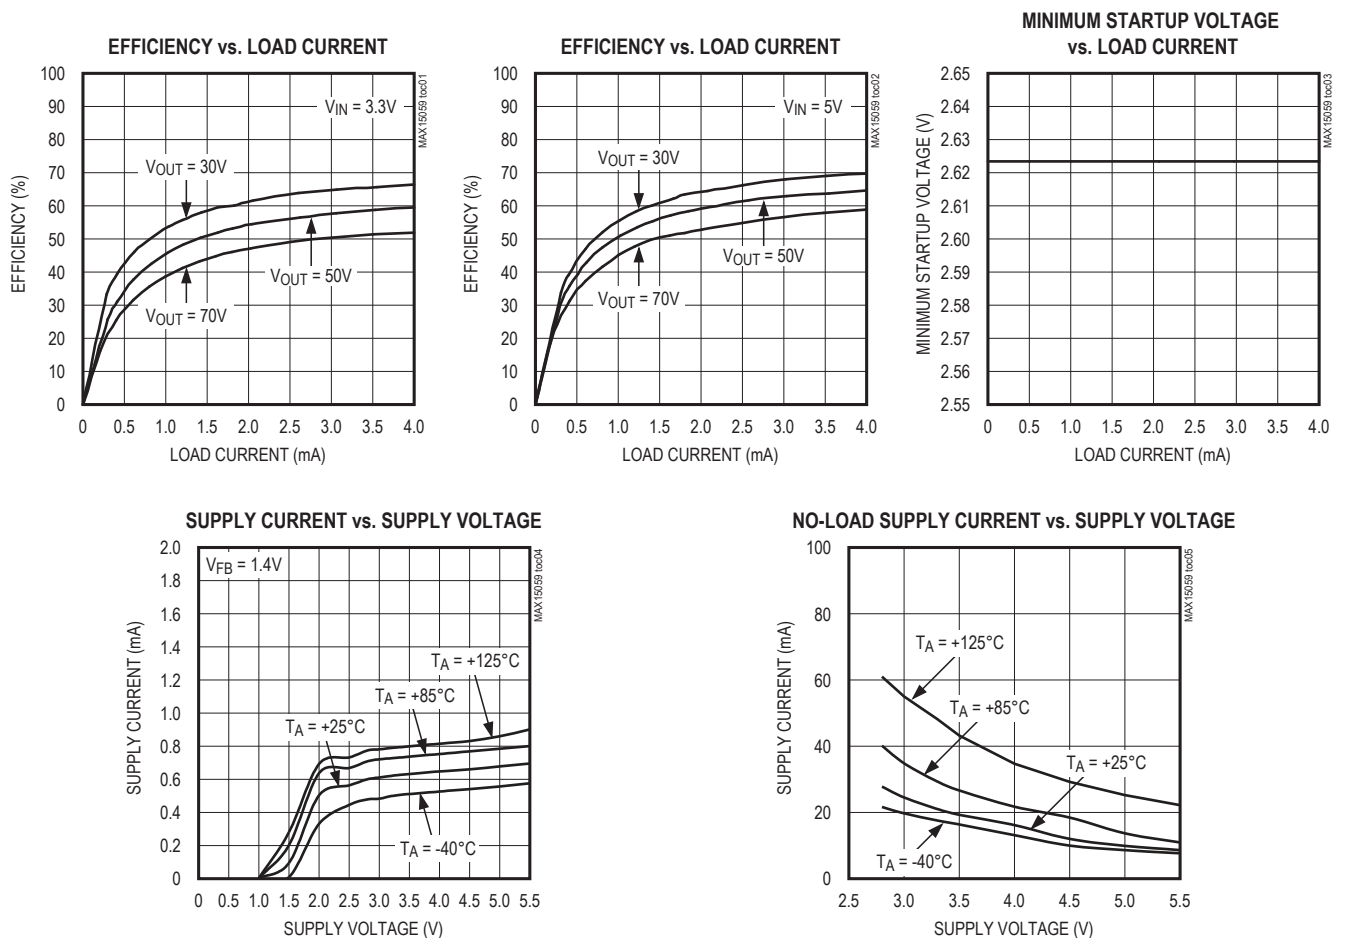 EFFICIENCY vs. LOAD CURRENT
100
90
80
70
60
50
40
30
20
10
0
EFFICIENCY (%)
VIN = 3.3V
VOUT = 30V
VOUT = 50V
VOUT = 70V
0 0.5 1.0 1.5 2.0 2.5 3.0 3.5 4.0
LOAD CURRENT (mA)
MAX15059 toc01
EFFICIENCY vs. LOAD CURRENT
100
90
80
70
60
50
40
30
20
10
0
EFFICIENCY (%)
VIN = 5V
VOUT = 30V
VOUT = 50V
VOUT = 70V
0 0.5 1.0 1.5 2.0 2.5 3.0 3.5 4.0
LOAD CURRENT (mA)
MAX15059 toc02
MINIMUM STARTUP VOLTAGE
vs. LOAD CURRENT
2.65
2.64
2.63
2.62
2.61
2.60
2.59
2.58
2.57
2.56
2.55
MINIMUM STARTUP VOLTAGE (V)
0 0.5 1.0 1.5 2.0 2.5 3.0 3.5 4.0
LOAD CURRENT (mA)
MAX15059 toc03
SUPPLY CURRENT vs. SUPPLY VOLTAGE
2.0
1.8
1.6
1.4
1.2
1.0
0.8
0.6
0.4
0.2
0
SUPPLY CURRENT (mA)
VFB = 1.4V
TA = +125°C
TA = +85°C
TA = +25°C
TA = -40°C
0 0.5 1.0 1.5 2.0 2.5 3.0 3.5 4.0 4.5 5.0 5.5
SUPPLY VOLTAGE (V)
MAX15059 toc04
NO-LOAD SUPPLY CURRENT vs. SUPPLY VOLTAGE
100
80
60
40
20
0
SUPPLY CURRENT (mA)
TA = +125°C
TA = +85°C
TA = +25°C
TA = -40°C
2.5 3.0 3.5 4.0 4.5 5.0 5.5
SUPPLY VOLTAGE (V)
MAX15059 toc05